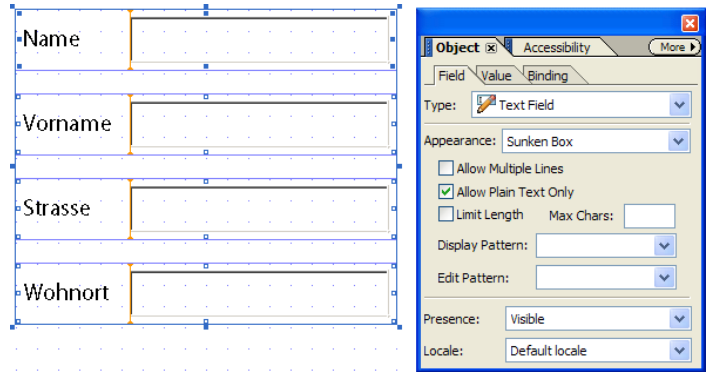 Name
Vorname
Strasse
Wohnort
Object Accessibility More
Field Value Binding
Type: Text Field
Appearance: Sunken Box
Allow Multiple Lines
Allow Plain Text Only
Limit Length Max Chars:
Display Pattern:
Edit Pattern:
Presence: Visible
Locale: Default locale